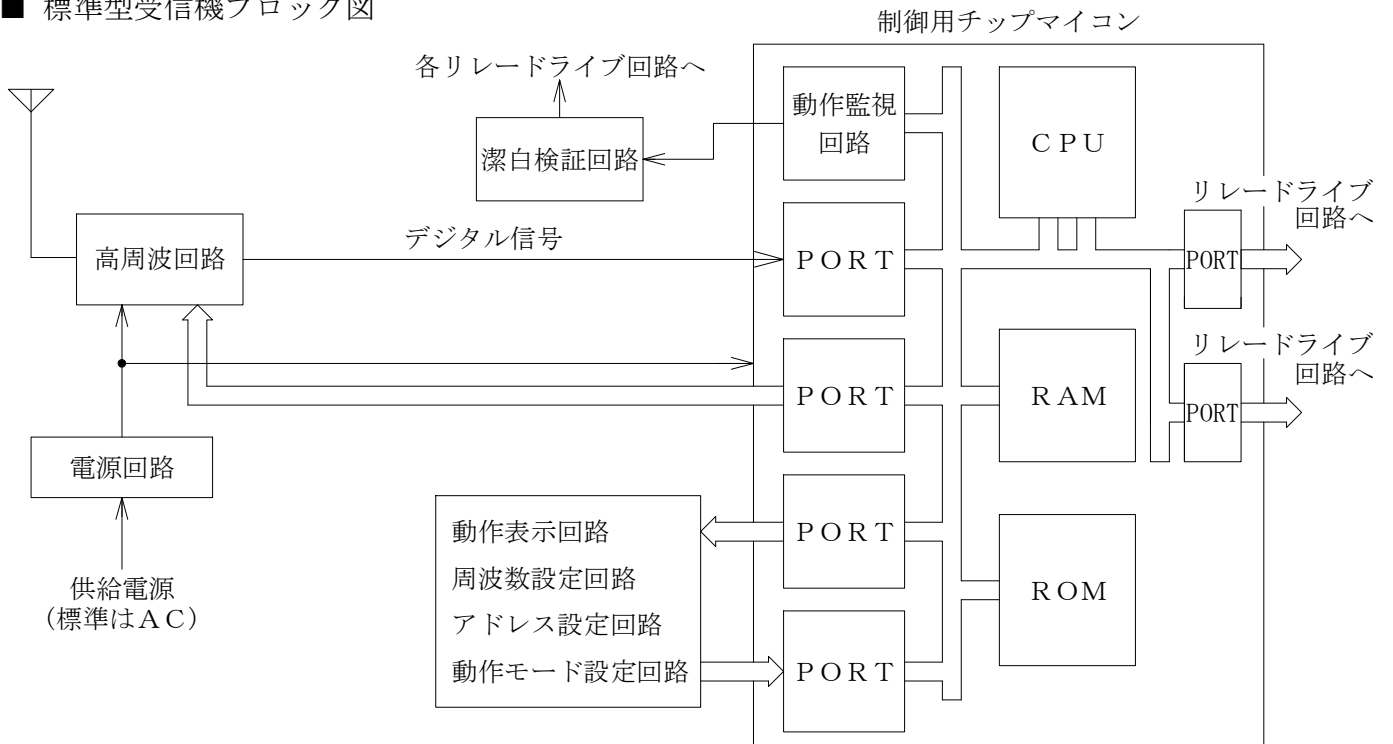 ■ 標準型受信機ブロック図
制御用チップマイコン
各リレードライブ回路へ
動作監視
回路
潔白検証回路
CPU
リレードライブ
回路へ
高周波回路
デジタル信号
PORT
PORT
リレードライブ
回路へ
PORT
RAM
PORT
電源回路
動作表示回路
周波数設定回路
アドレス設定回路
動作モード設定回路
PORT
ROM
供給電源
(標準はAC)
PORT